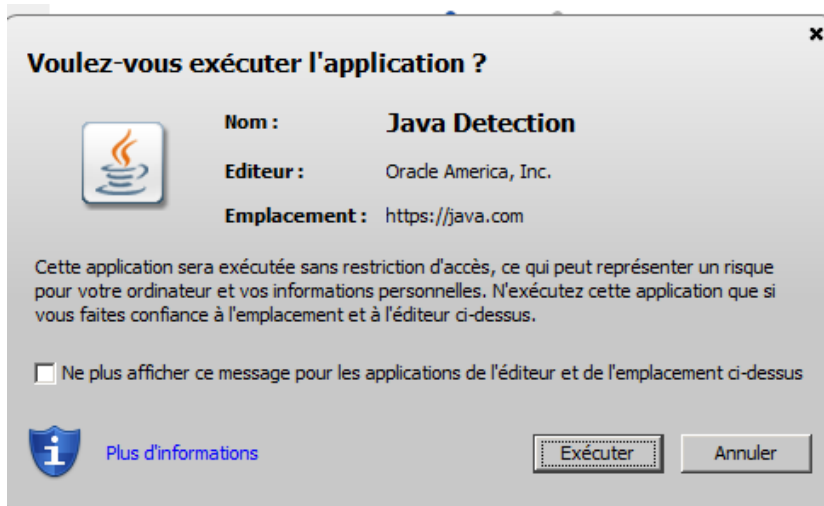 Voulez-vous exécuter l'application ?
Nom : Java Detection
Editeur : Oracle America, Inc.
Emplacement : https://java.com
Cette application sera exécutée sans restriction d'accès, ce qui peut représenter un risque
pour votre ordinateur et vos informations personnelles. N'exécutez cette application que si
vous faites confiance à l'emplacement et à l'éditeur ci-dessus.
Ne plus afficher ce message pour les applications de l'éditeur et de l'emplacement ci-dessus
Plus d'informations Exécuter Annuler